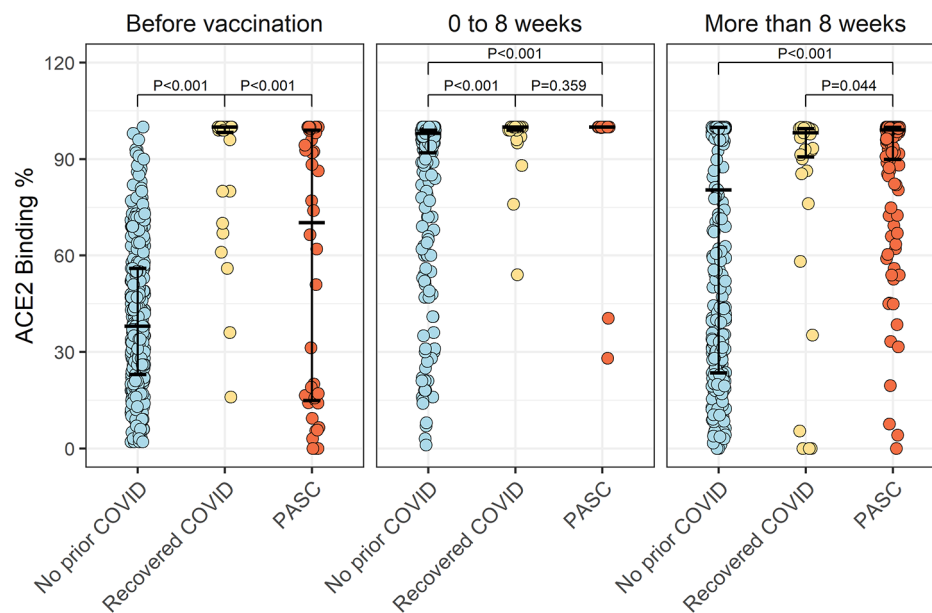 Before vaccination
0 to 8 weeks
More than 8 weeks
ACE2 Binding %
120
90
60
30
0
P<0.001
P<0.001
P<0.001
P<0.001
P=0.359
P<0.001
P=0.044
No prior COVID
Recovered COVID
PASC
No prior COVID
Recovered COVID
PASC
No prior COVID
Recovered COVID
PASC